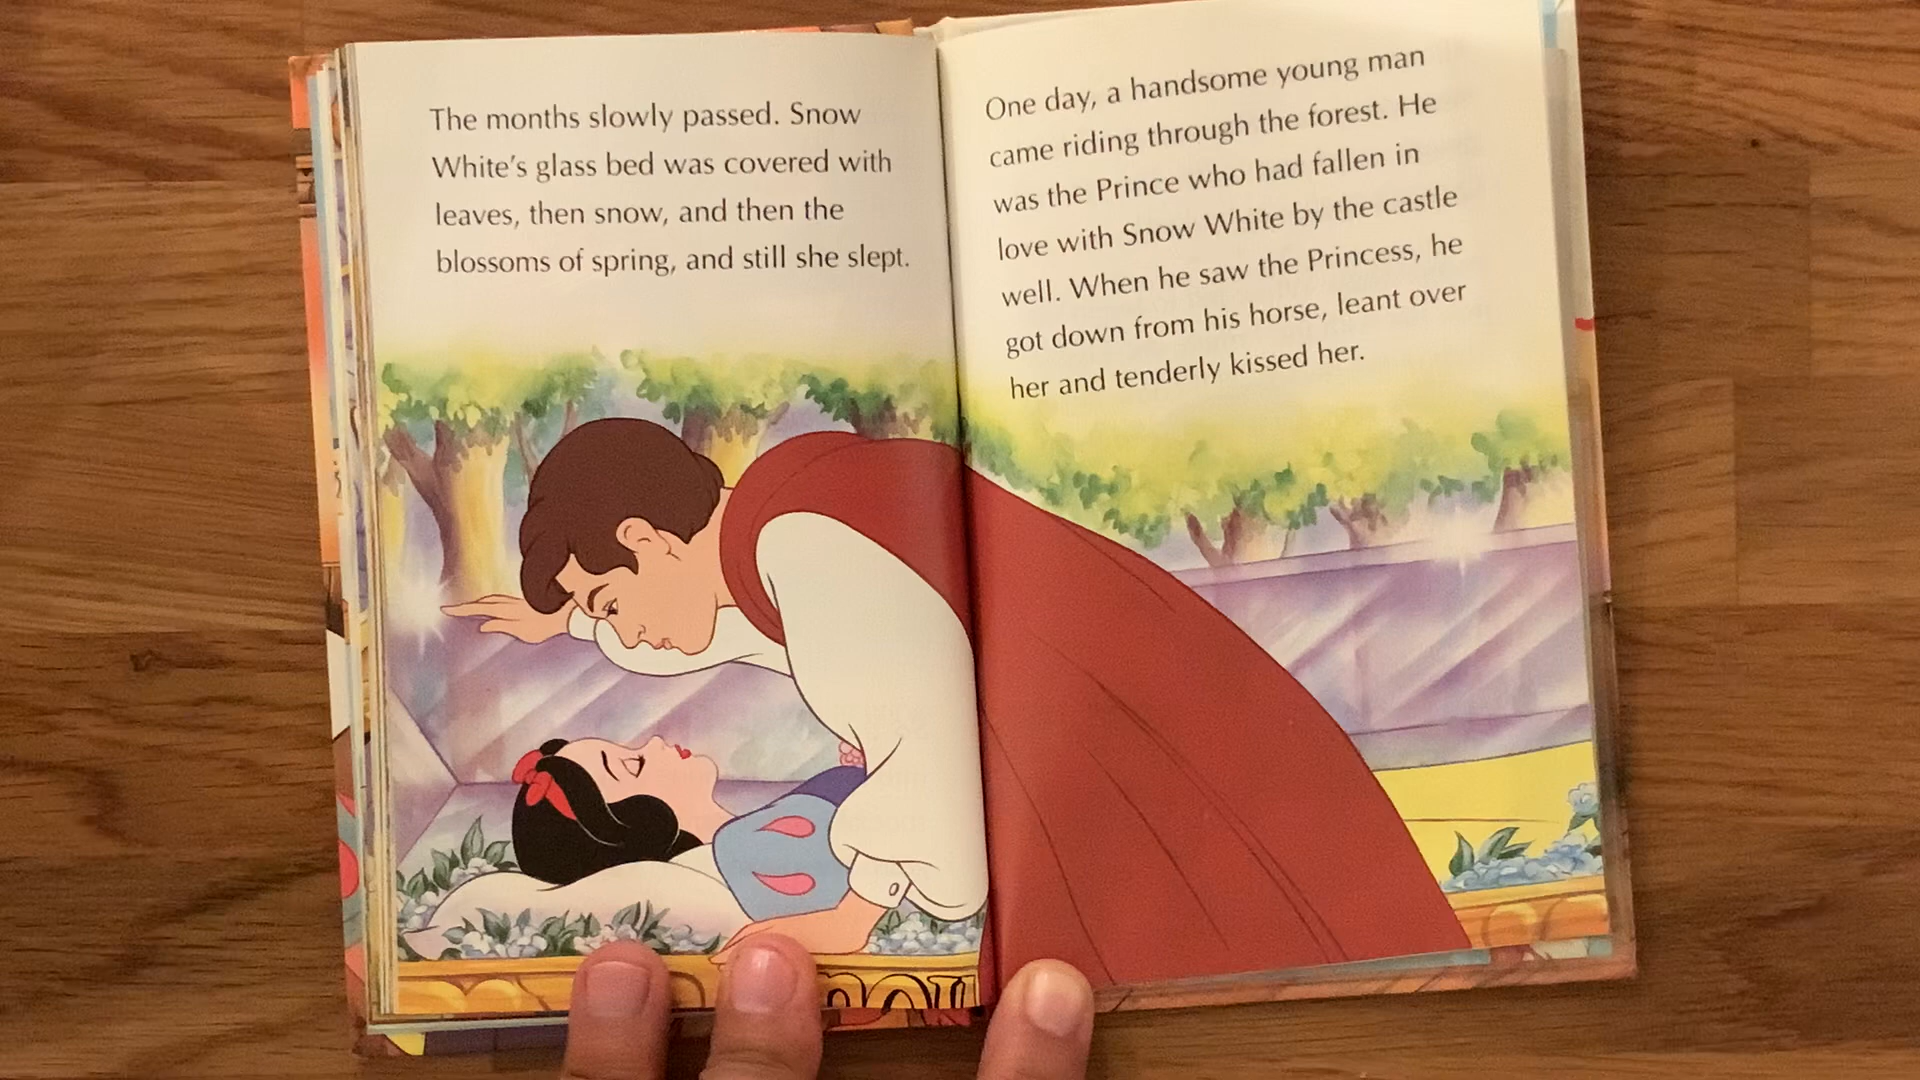 The months slowly passed. Snow
White's glass bed was covered with
leaves, then snow, and then the
blossoms of spring, and still she slept.
One day, a handsome young man
came riding through the forest. He
was the Prince who had fallen in
love with Snow White by the castle
well. When he saw the Princess, he
got down from his horse, leant over
her and tenderly kissed her.